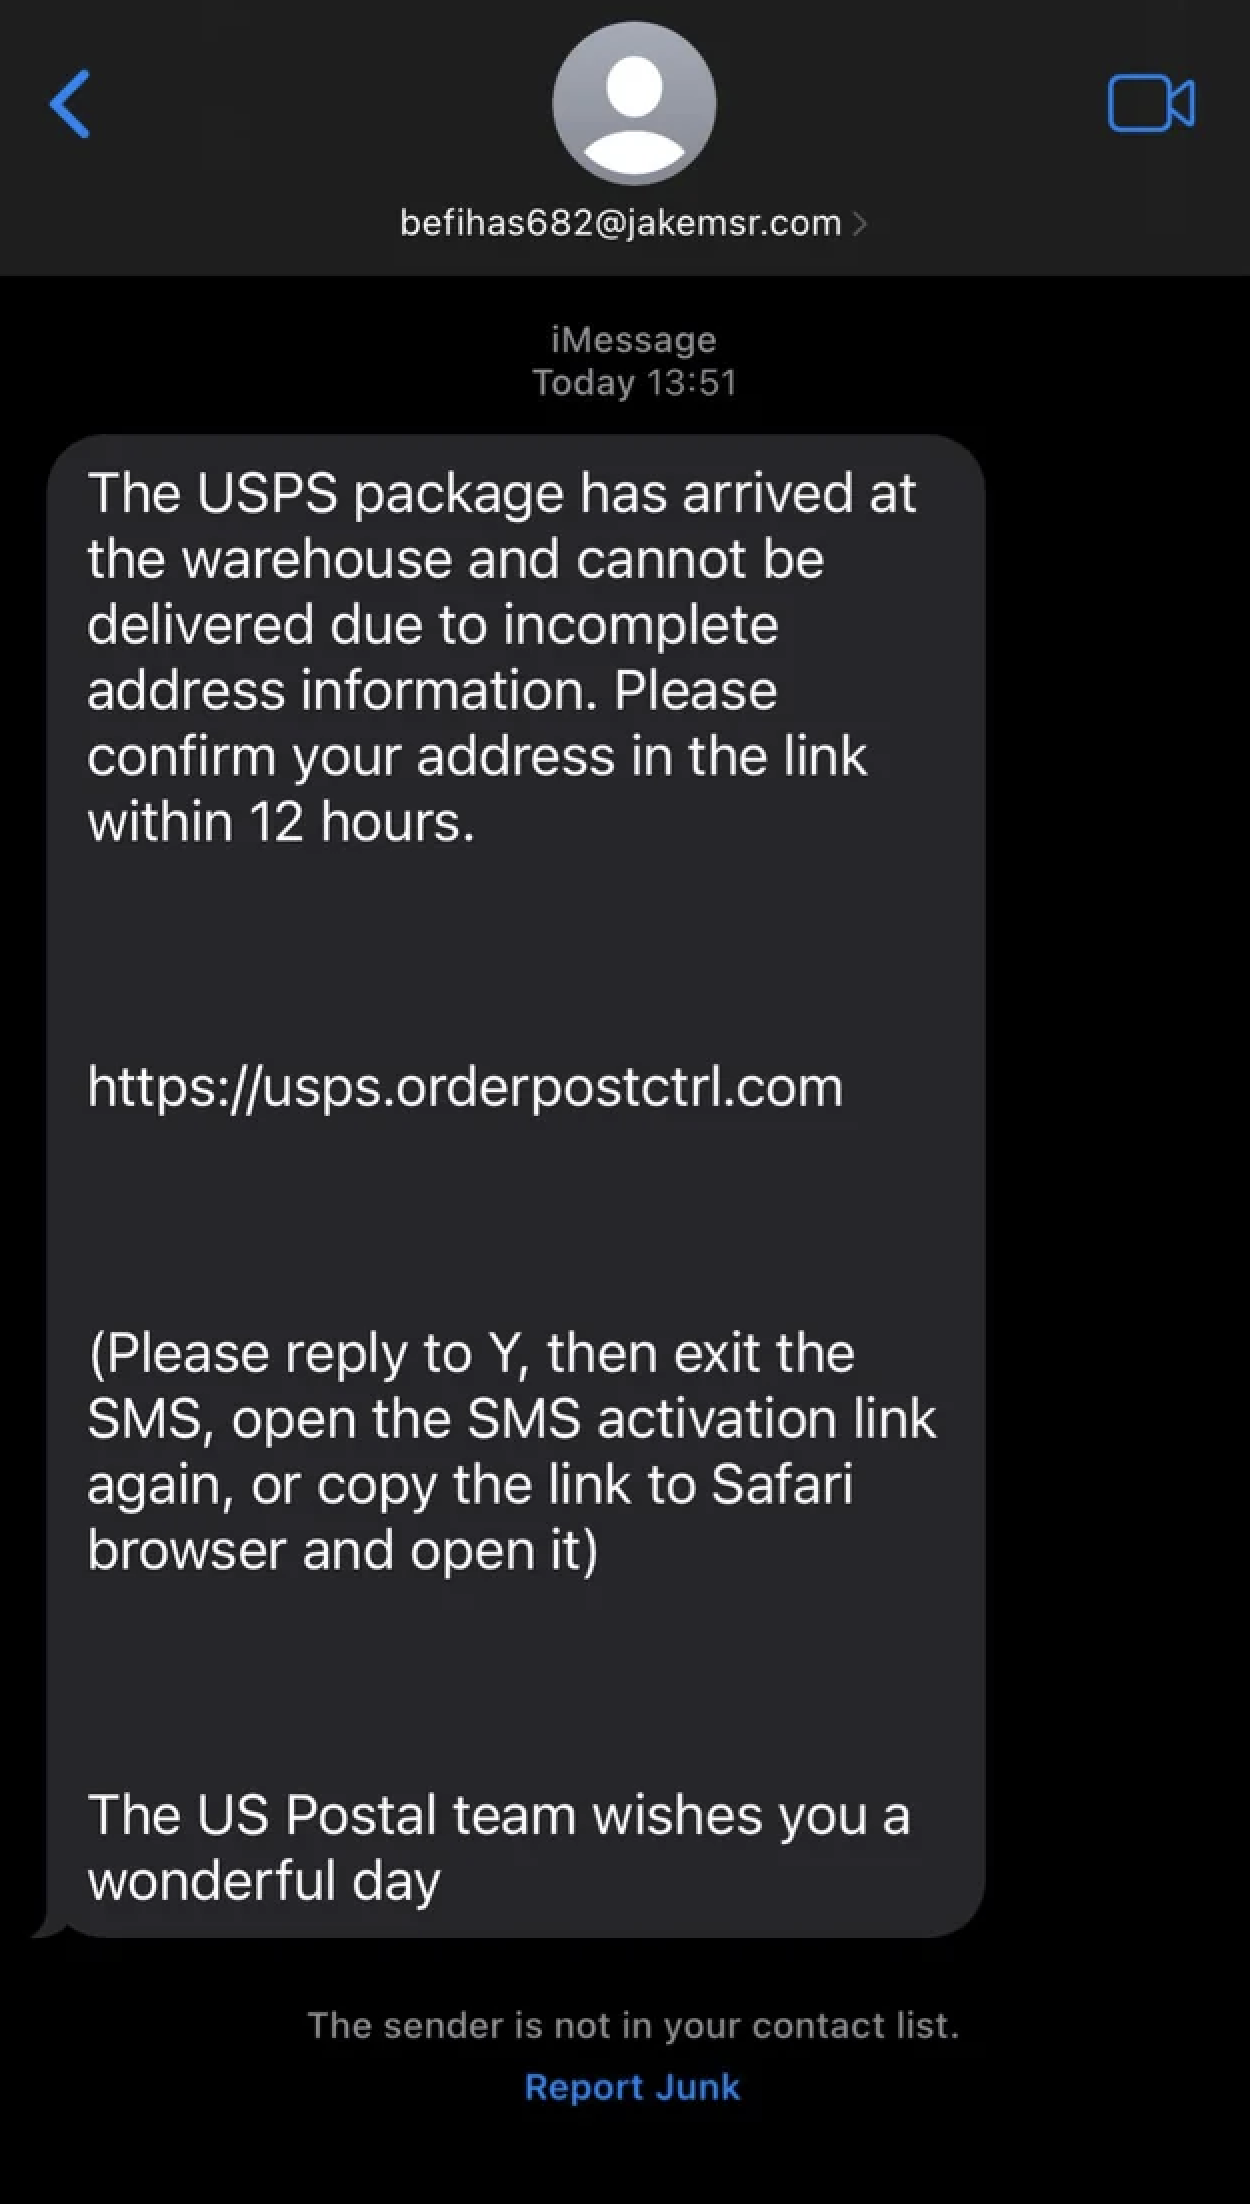 befihas682@jakemsr.com
iMessage
Today 13:51
The USPS package has arrived at
the warehouse and cannot be
delivered due to incomplete
address information. Please
confirm your address in the link
within 12 hours.
https://usps.orderpostctrl.com
(Please reply to Y, then exit the
SMS, open the SMS activation link
again, or copy the link to Safari
browser and open it)
The US Postal team wishes you a
wonderful day
The sender is not in your contact list.
Report Junk